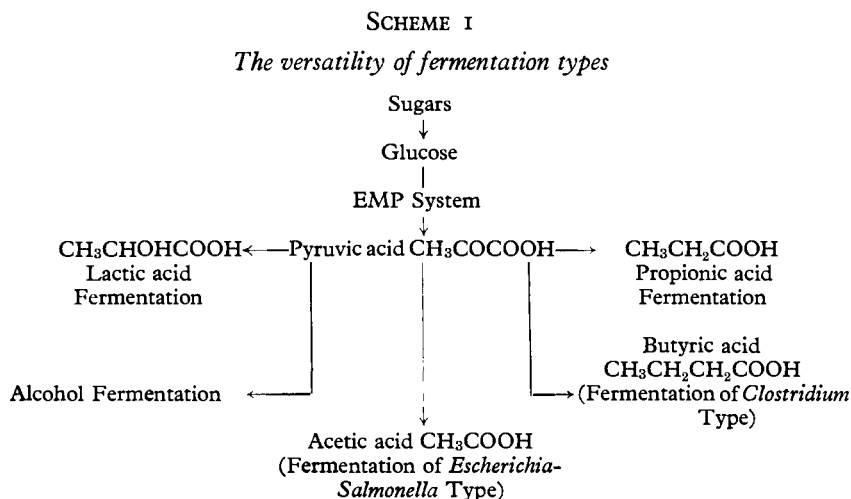 SCHEME I
The versatility of fermentation types
Sugars
Glucose
EMP System
CH₃CHOHCOOH Pyruvic acid CH₃COCOOH CH₃CH₂COOH
Lactic acid
Fermentation
Propionic acid
Fermentation
Butyric acid
CH₃CH₂CH₂COOH
(Fermentation of Clostridium
Type)
Alcohol Fermentation
Acetic acid CH₃COOH
(Fermentation of Escherichia-
Salmonella Type)